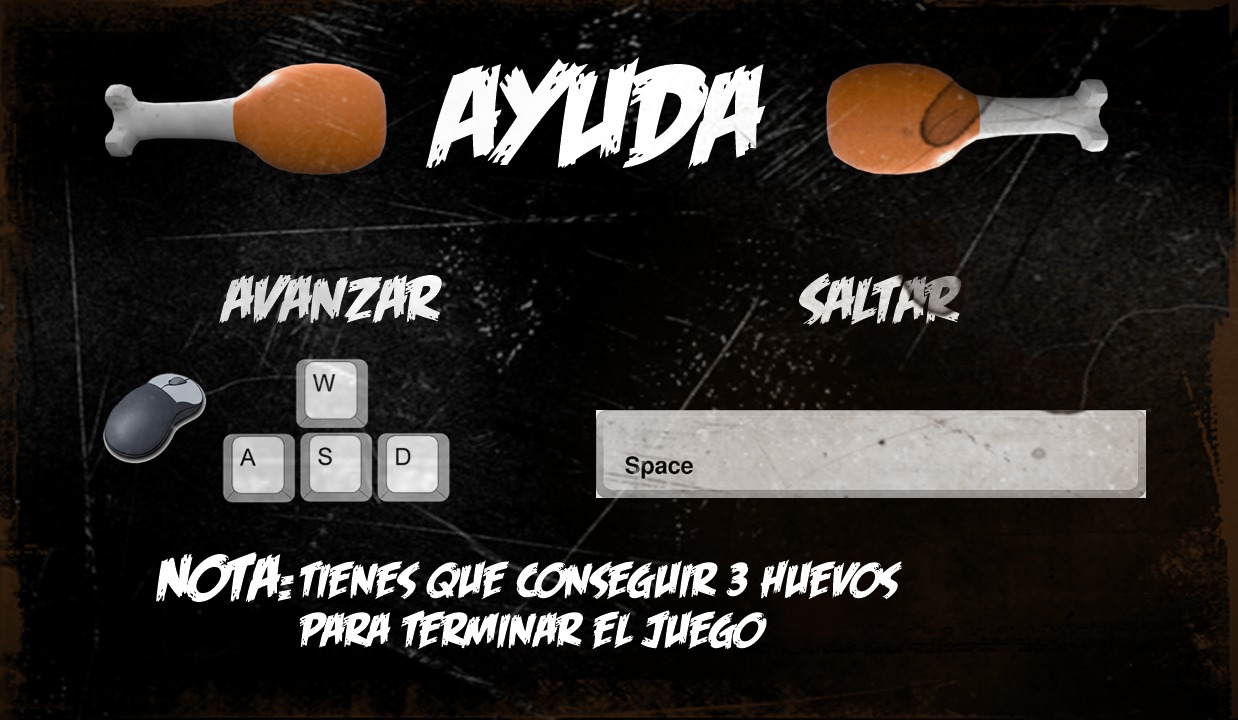 AYUDA
AVANZAR
SALTAR
W
A S D
Space
NOTA: TIENES QUE CONSEGUIR 3 HUEVOS
PARA TERMINAR EL JUEGO